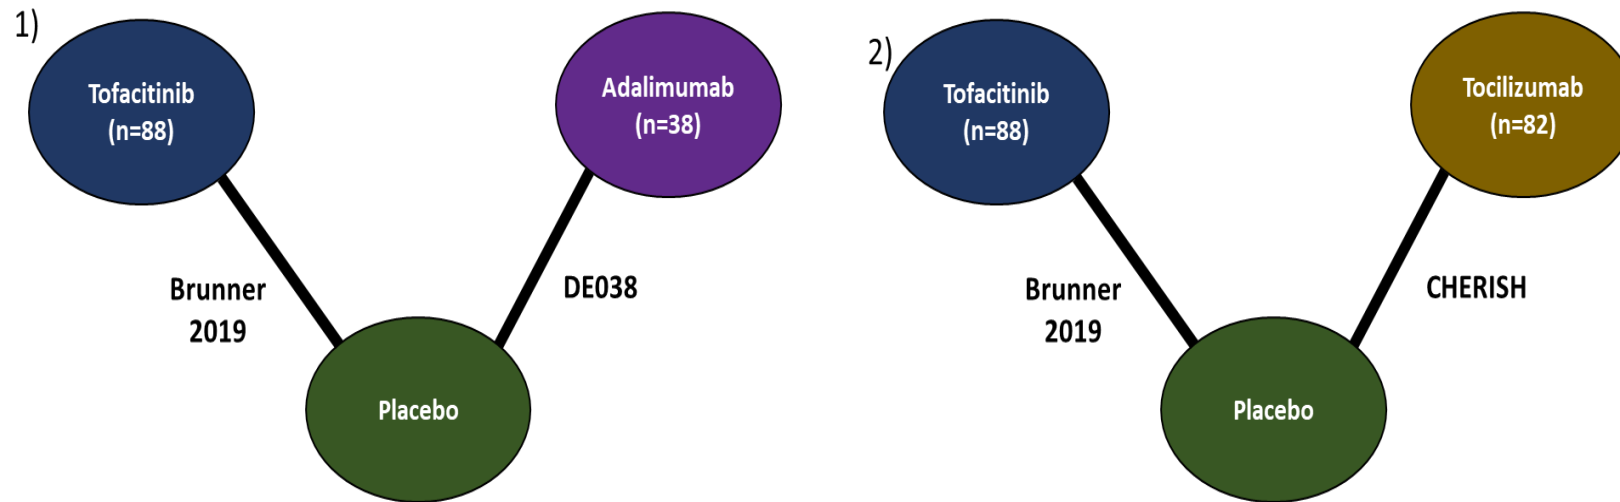 1)
Tofacitinib
(n=88)
Adalimumab
(n=38)
Brunner
2019
DE038
Placebo
2)
Tofacitinib
(n=88)
Tocilizumab
(n=82)
Brunner
2019
CHERISH
Placebo